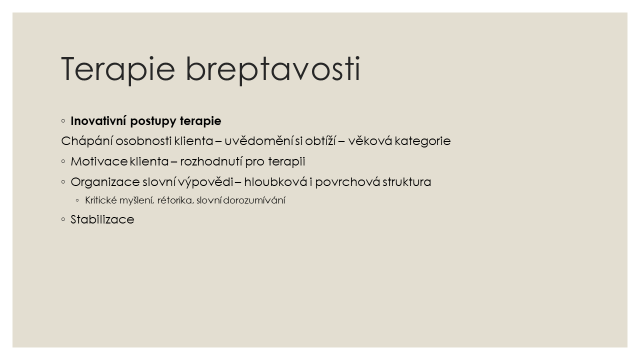 Terapie breptavosti
◦ Inovativní postupy terapie
Chápání osobnosti klienta – uvědomění si obtíží – věková kategorie
◦ Motivace klienta – rozhodnutí pro terapii
◦ Organizace slovní výpovědi – hloubková i povrchová struktura
◦ Kritické myšlení, rétorika, slovní dorozumívání
◦ Stabilizace